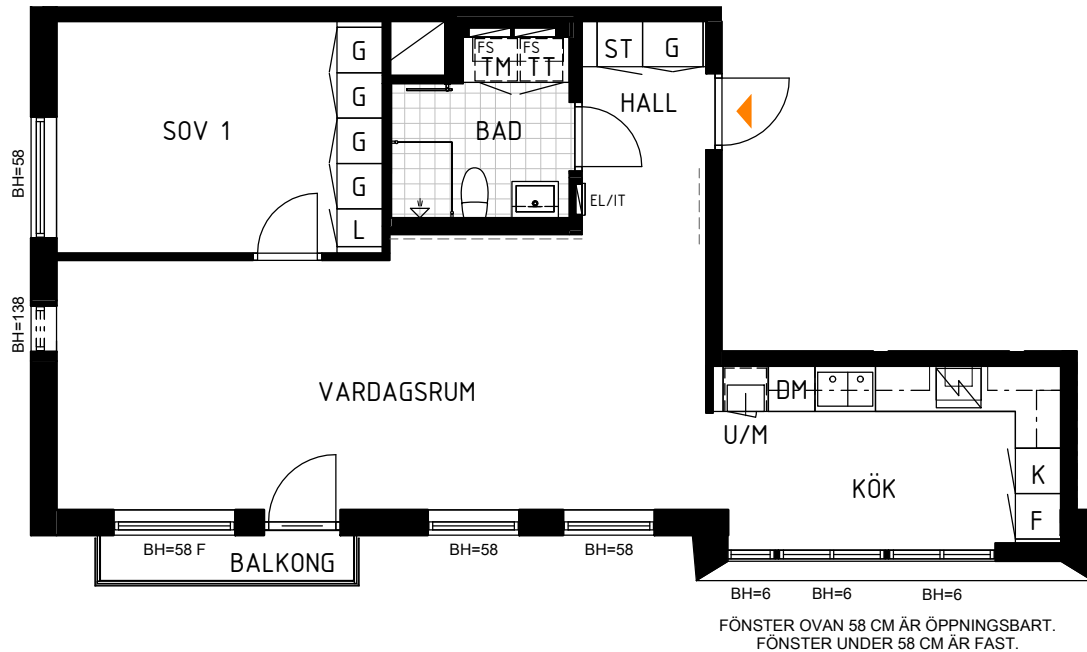 FS
FS
TM
TT
ST
G
G
G
G
G
L
SOV 1
BAD
HALL
EL/IT
BH=58
BH=138
VARDAGSRUM
DM
U/M
KÖK
K
F
BH=58 F
BALKONG
BH=58
BH=58
BH=6
BH=6
BH=6
FÖNSTER OVAN 58 CM ÄR ÖPPNINGSBART.
FÖNSTER UNDER 58 CM ÄR FAST.